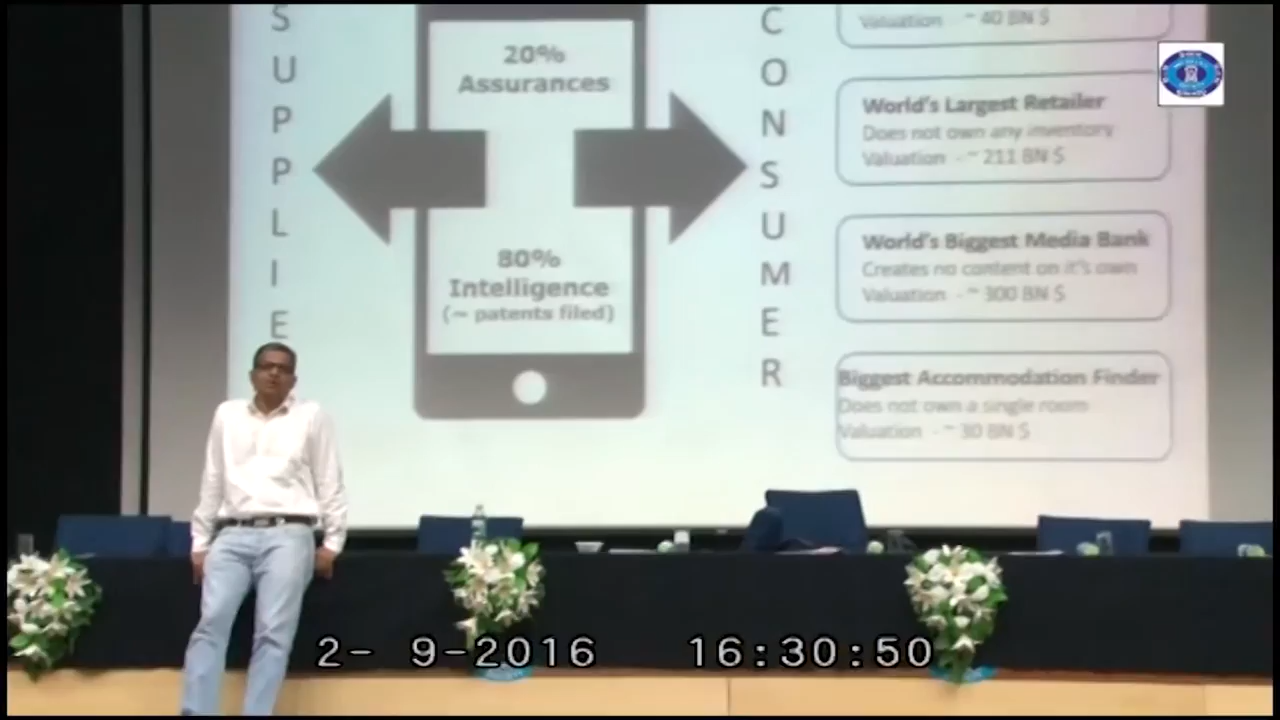 S
U
P
P
L
I
E
20%
Assurances
80%
Intelligence
(~ patents filed)
C
O
N
S
U
M
E
R
Valuation - ~ 40 BN $
World's Largest Retailer
Does not own any inventory
Valuation - ~ 211 BN $
World's Biggest Media Bank
Creates no content on it's own
Valuation - ~ 300 BN $
Biggest Accommodation Finder
Does not own a single room
Valuation - ~ 30 BN $
2- 9-2016 16:30:50